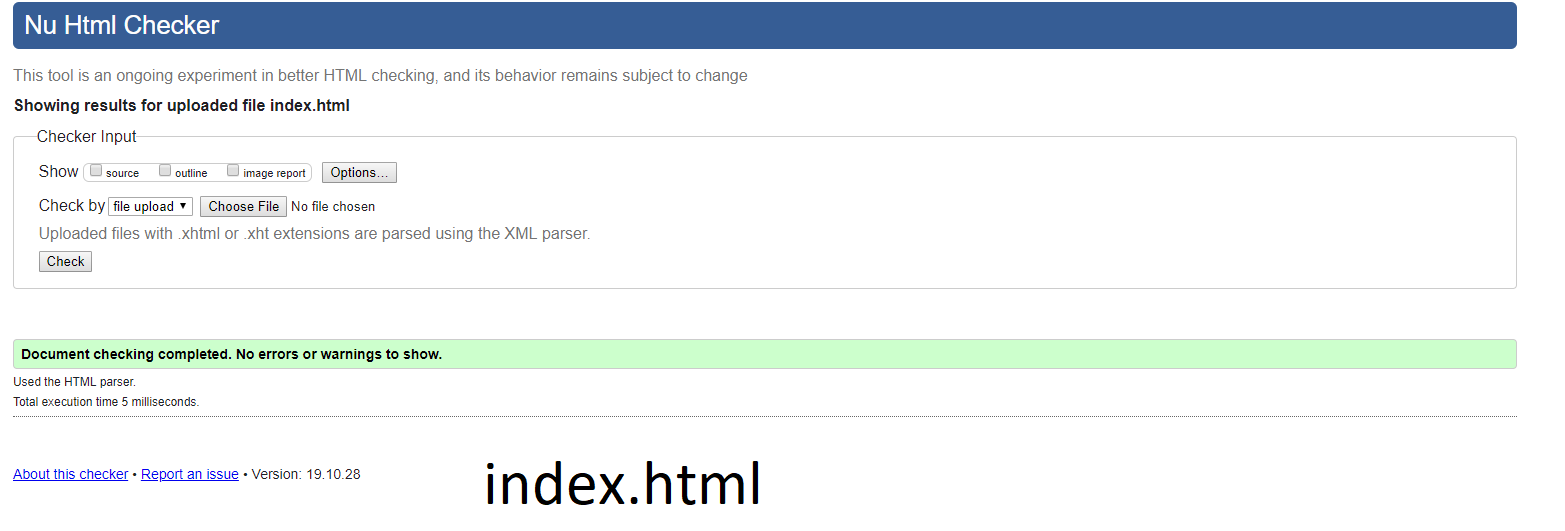 Nu Html Checker
This tool is an ongoing experiment in better HTML checking, and its behavior remains subject to change
Showing results for uploaded file index.html
Checker Input
Show source outline image report Options...
Check by file upload Choose File No file chosen
Uploaded files with .xhtml or .xht extensions are parsed using the XML parser.
Check
Document checking completed. No errors or warnings to show.
Used the HTML parser.
Total execution time 5 milliseconds.
About this checker • Report an issue • Version: 19.10.28
index.html